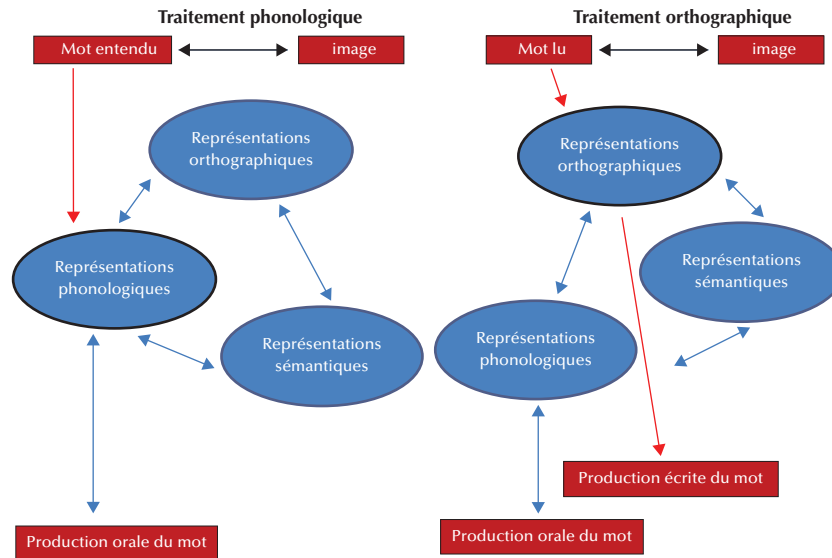 Traitement phonologique
Mot entendu
image
Représentations
orthographiques
Représentations
phonologiques
Représentations
sémantiques
Production orale du mot
Traitement orthographique
Mot lu
image
Représentations
orthographiques
Représentations
sémantiques
Représentations
phonologiques
Production écrite du mot
Production orale du mot